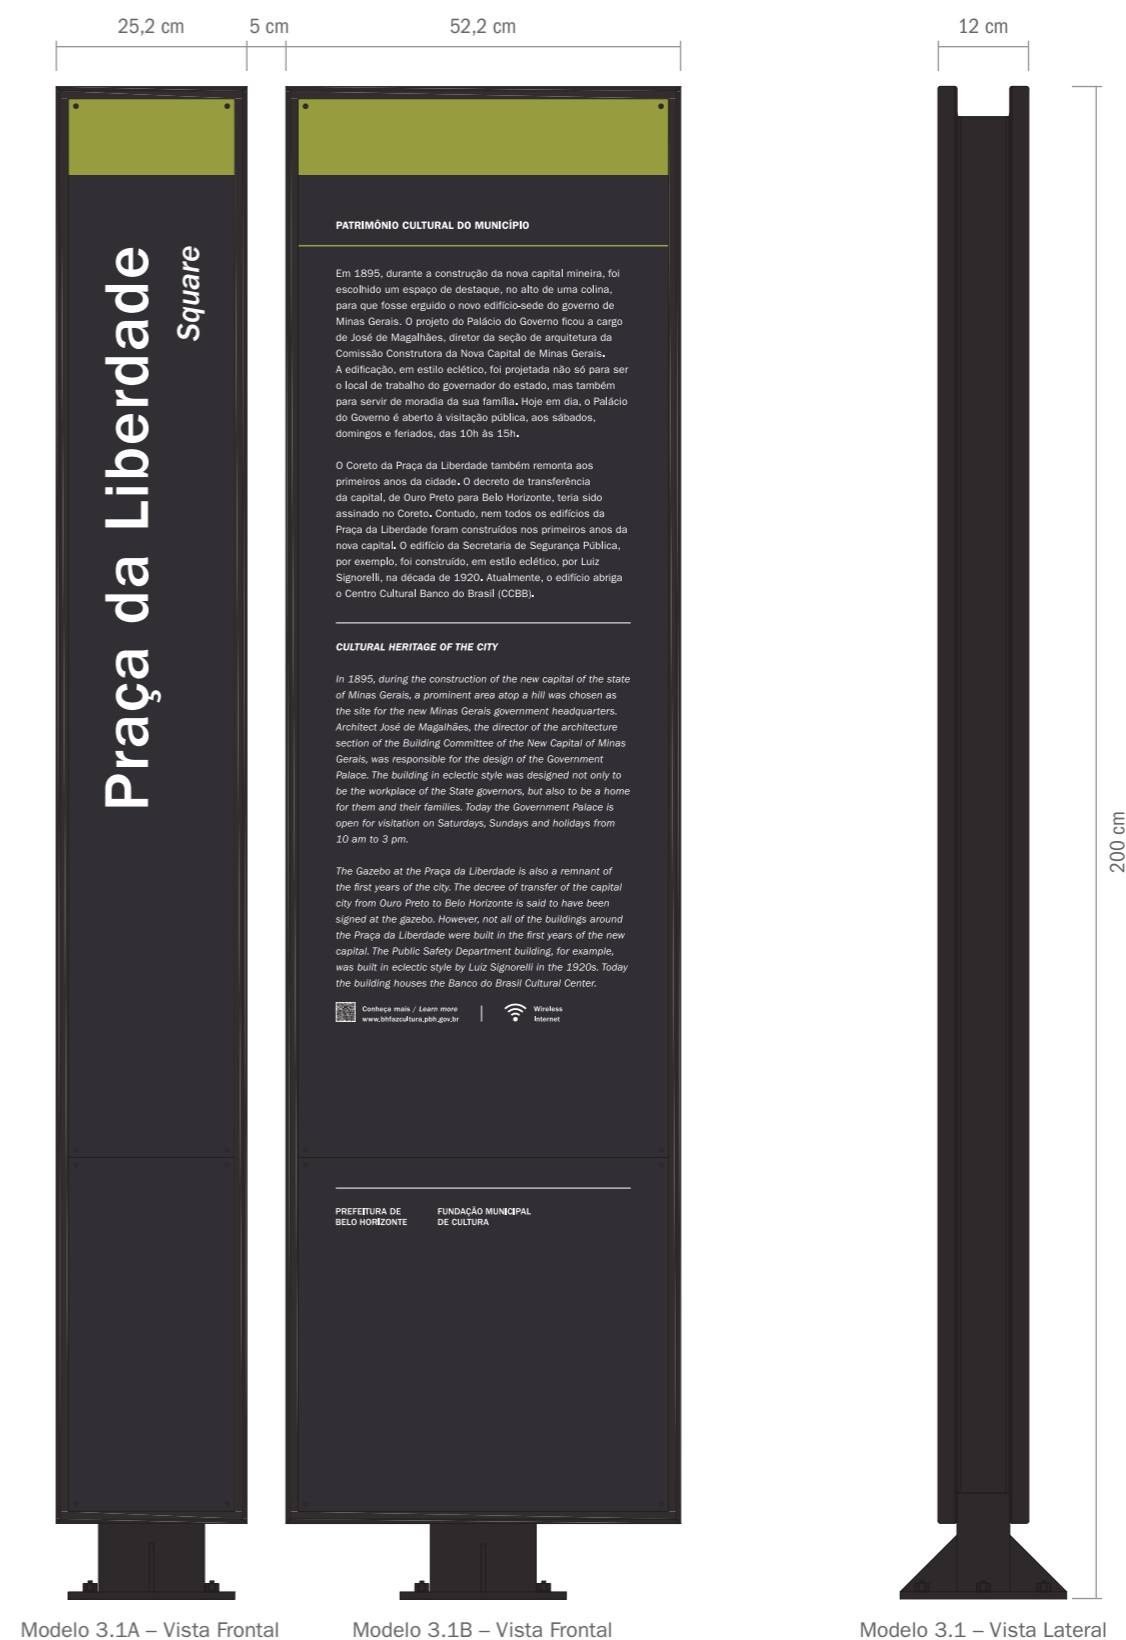 25,2 cm
5 cm
52,2 cm
12 cm
Praça da Liberdade
Square
PATRIMÔNIO CULTURAL DO MUNICÍPIO
Em 1895, durante a construção da nova capital mineira, foi
escolhido um espaço de destaque, no alto de uma colina,
para que fosse erguido o novo edifício-sede do governo de
Minas Gerais. O projeto do Palácio do Governo ficou a cargo
de José de Magalhães, diretor da seção de arquitetura da
Comissão Construtora da Nova Capital de Minas Gerais.
A edificação, em estilo eclético, foi projetada não só para ser
o local de trabalho do governador do estado, mas também
para servir de moradia da sua família. Hoje em dia, o Palácio
do Governo é aberto à visitação pública, aos sábados,
domingos e feriados, das 10h às 15h.
O Coreto da Praça da Liberdade também remonta aos
primeiros anos da cidade. O decreto de transferência
da capital, de Ouro Preto para Belo Horizonte, teria sido
assinado no Coreto. Contudo, nem todos os edifícios da
Praça da Liberdade foram construídos nos primeiros anos da
nova capital. O edifício da Secretaria de Segurança Pública,
por exemplo, foi construído, em estilo eclético, por Luiz
Signorelli, na década de 1920. Atualmente, o edifício abriga
o Centro Cultural Banco do Brasil (CCBB).
CULTURAL HERITAGE OF THE CITY
In 1895, during the construction of the new capital of the state
of Minas Gerais, a prominent area atop a hill was chosen as
the site for the new Minas Gerais government headquarters.
Architect José de Magalhães, the director of the architecture
section of the Building Committee of the New Capital of Minas
Gerais, was responsible for the design of the Government
Palace. The building in eclectic style was designed not only to
be the workplace of the State governors, but also to be a home
for them and their families. Today the Government Palace is
open for visitation on Saturdays, Sundays and holidays from
10 am to 3 pm.
The Gazebo at the Praça da Liberdade is also a remnant of
the first years of the city. The decree of transfer of the capital
city from Ouro Preto to Belo Horizonte is said to have been
signed at the gazebo. However, not all of the buildings around
the Praça da Liberdade were built in the first years of the new
capital. The Public Safety Department building, for example,
was built in eclectic style by Luiz Signorelli in the 1920s. Today
the building houses the Banco do Brasil Cultural Center.
Conheça mais / Learn more
www.bhfazcultura.pbh.gov.br
Wireless
Internet
PREFEITURA DE
BELO HORIZONTE
FUNDAÇÃO MUNICIPAL
DE CULTURA
200 cm
Modelo 3.1A – Vista Frontal
Modelo 3.1B – Vista Frontal
Modelo 3.1 – Vista Lateral